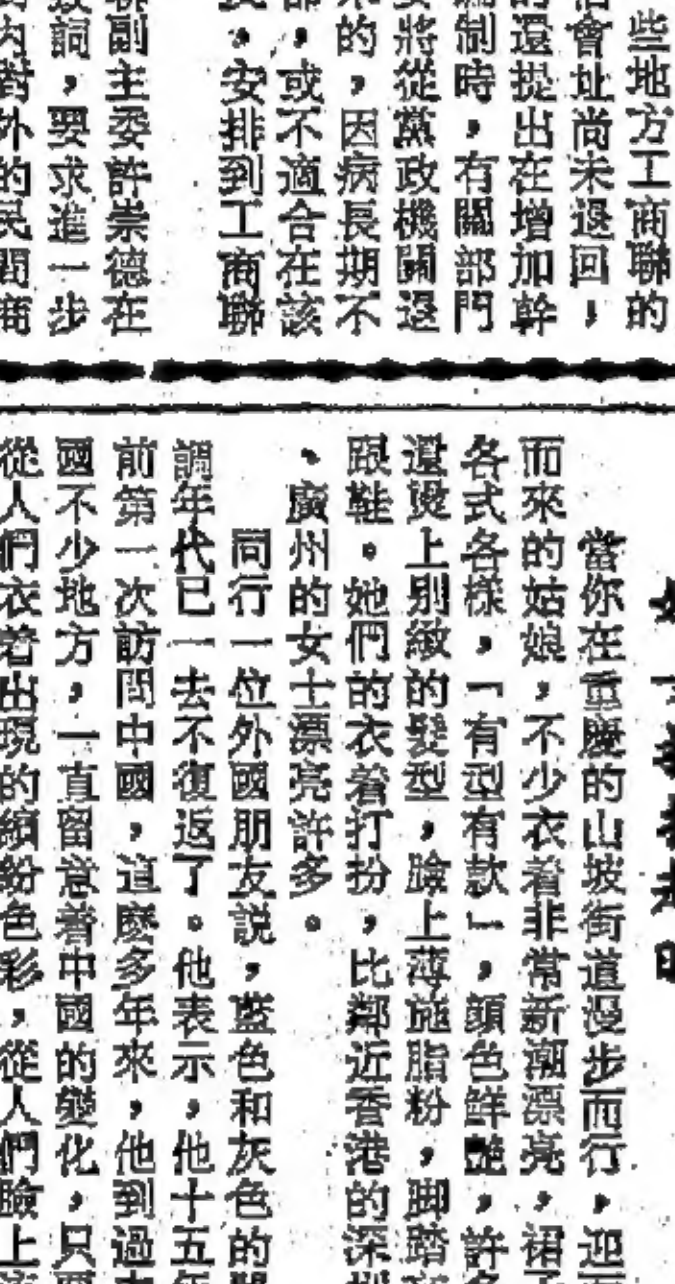 些地方工商聯的
會址尚未退回，
的還提出在增加幹
編制時，有關部門
將從黨政機關退
的，因病長期不
或不適合在該
，安排到工商聯
聯副主委許崇德在
致詞，要求進一步
對內對外的民間商
當你在重慶的山坡街道漫步而行，迎
而來的姑娘，不少衣着非常新潮漂亮，裙子
各式各樣，「有型有款」，顏色鮮艷，許
還燙上別緻的髮型，臉上薄施脂粉，脚踏
跟鞋。她們的衣着打扮，比鄰近香港的深
、廣州的女士漂亮許多。
同行一位外國朋友說，藍色和灰色的
調年代已一去不復返了。他表示，他十五年
前第一次訪問中國，這麼多年來，他到過
國不少地方，一直留意着中國的變化，只要
從人們衣着出現的繽紛色彩，從人們臉上